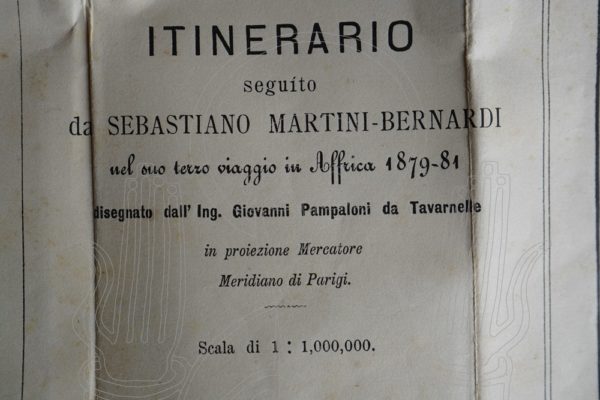 ITINERARIO
seguíto
da SEBASTIANO MARTINI-BERNARDI
nel suo terzo viaggio in Affrica 1879-81
disegnato dall' Ing. Giovanni Pampaloni da Tavarnelle
in proiezione Mercatore
Meridiano di Parigi.
Scala di 1 : 1,000,000.